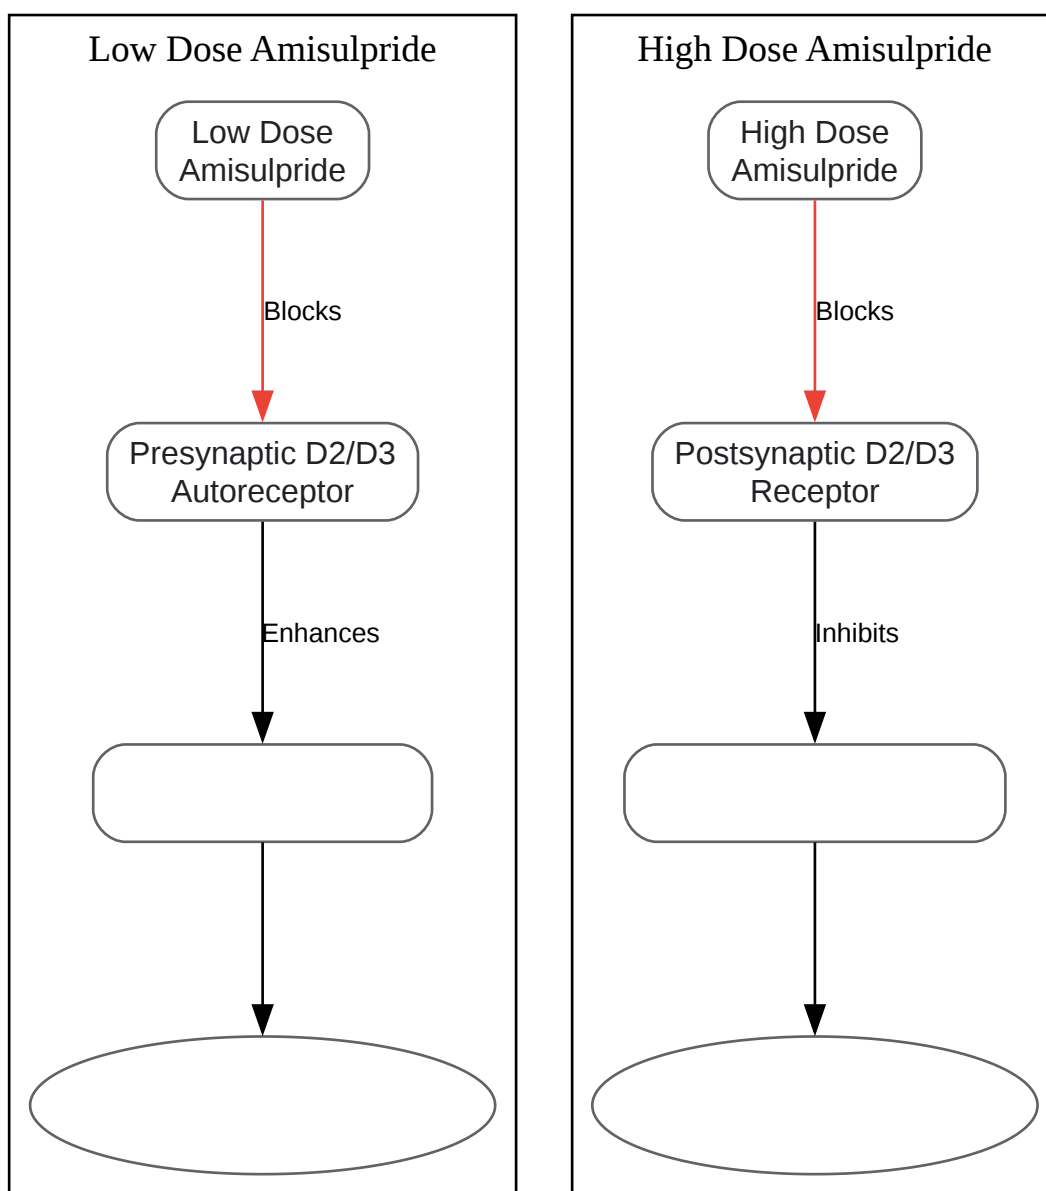 Low Dose Amisulpride
Low Dose
Amisulpride
Blocks
Presynaptic D2/D3
Autoreceptor
Enhances
High Dose Amisulpride
High Dose
Amisulpride
Blocks
Postsynaptic D2/D3
Receptor
Inhibits